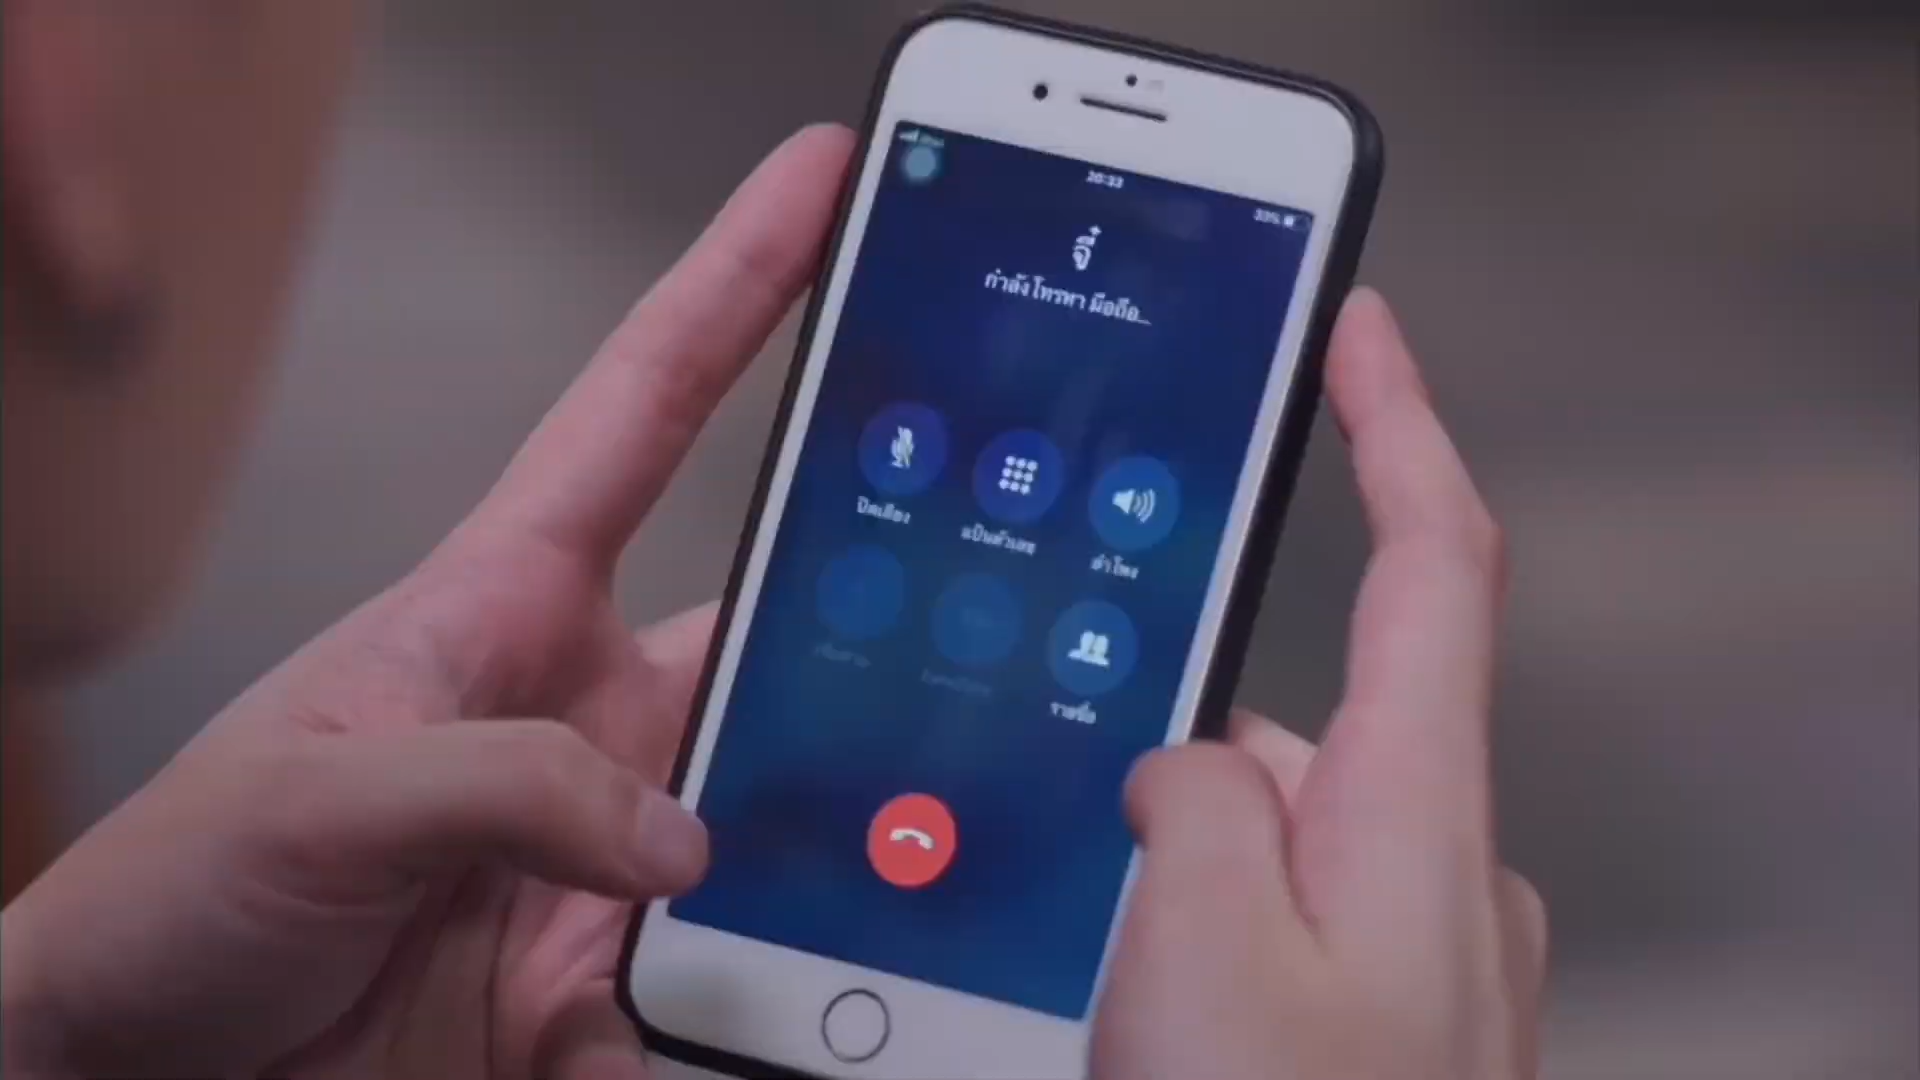 20:33
33%
จี๋
กำลังโทรหา มือถือ...
ปิดเสียง
แป้นตัวเลข
ลำโพง
รายชื่อ